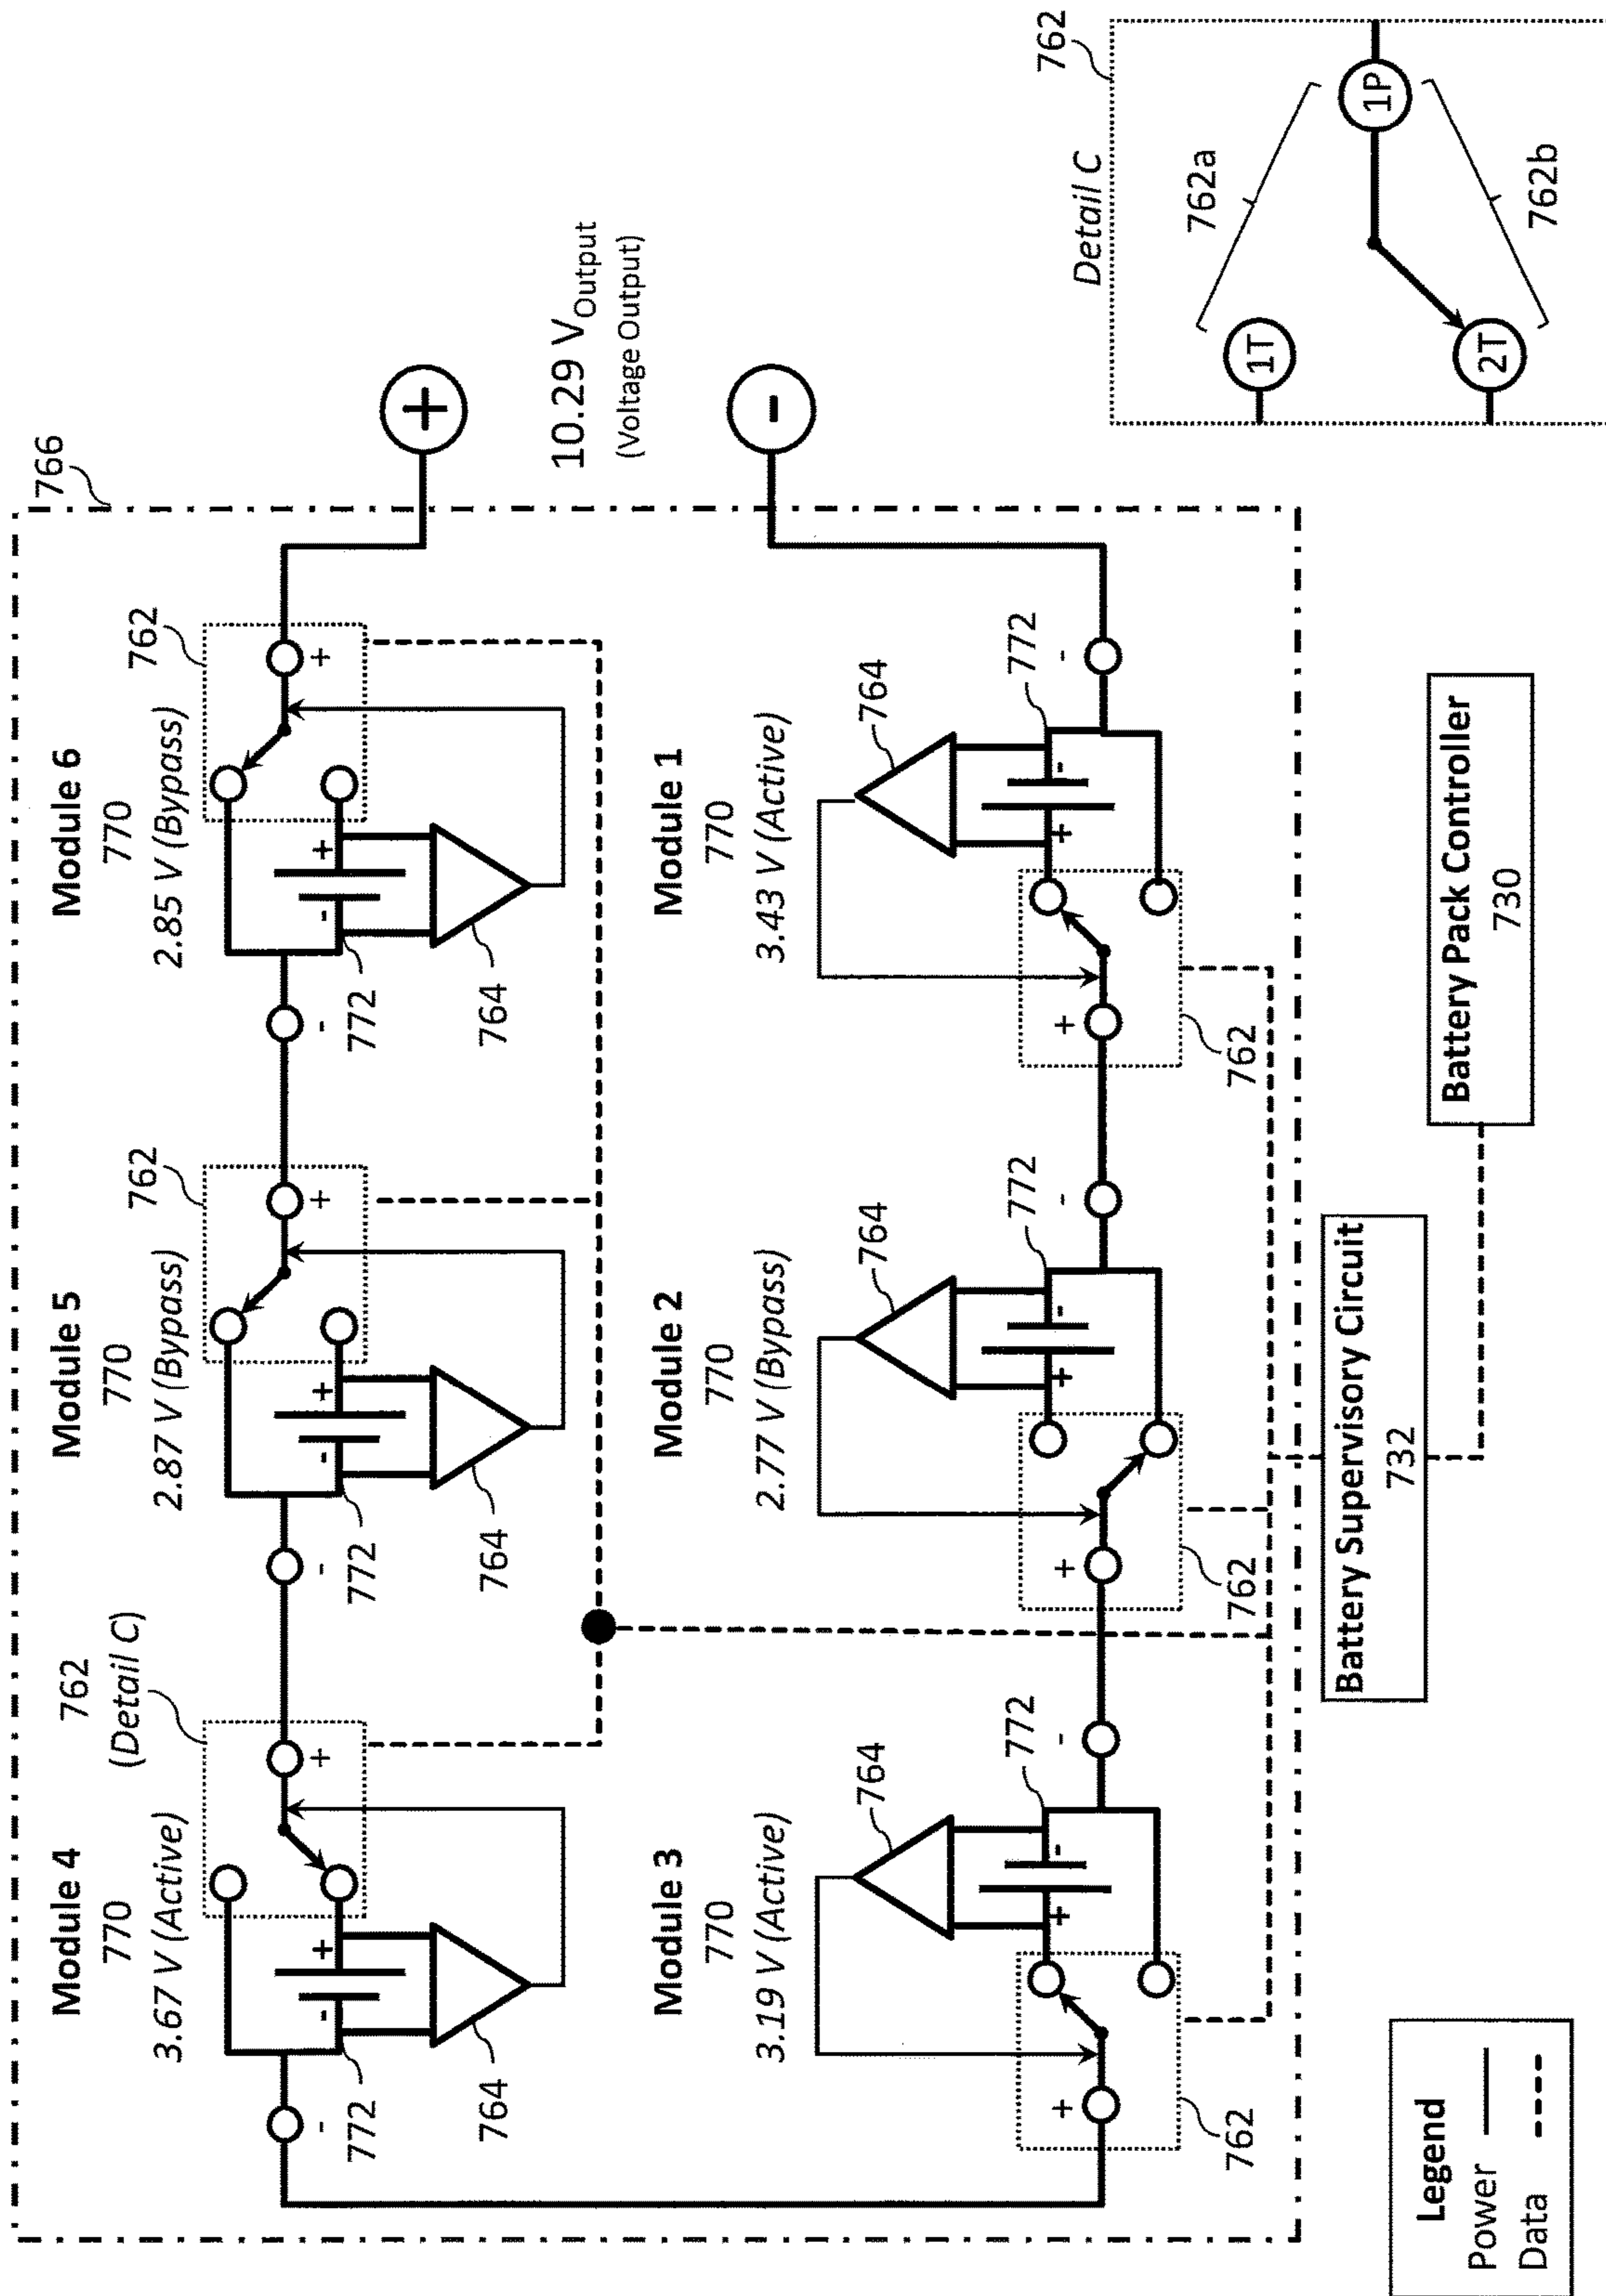 766
Module 4
770
3.67 V (Active)
762
(Detail C)
-
+
-
+
772
764
Module 5
770
2.87 V (Bypass)
762
-
+
-
+
772
764
Module 6
770
2.85 V (Bypass)
762
-
+
-
+
772
764
+
10.29 VOutput
(Voltage Output)
-
Module 3
770
3.19 V (Active)
764
772
+
-
+
-
762
Module 2
770
2.77 V (Bypass)
764
772
+
-
+
-
762
Module 1
770
3.43 V (Active)
764
772
+
-
+
-
762
Detail C
762
1T
762a
1P
2T
762b
Battery Supervisory Circuit
732
Battery Pack Controller
730
Legend
Power
Data